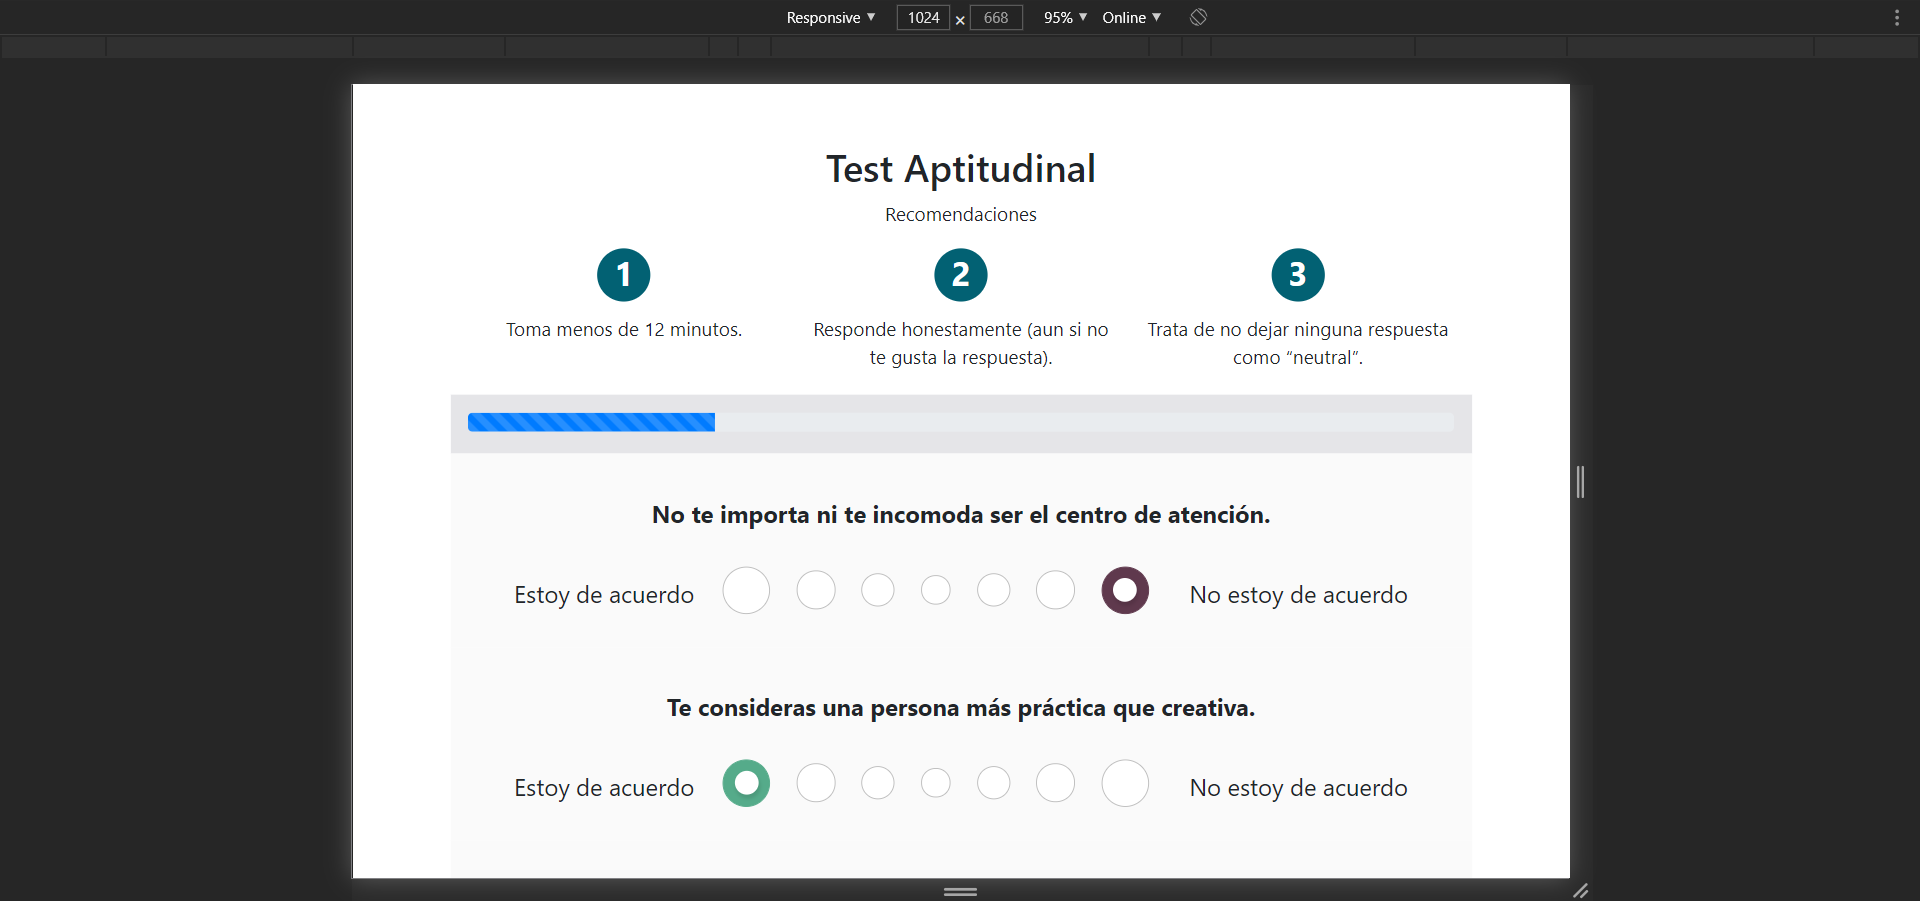 Responsive ▼ 1024 × 668 95% ▼ Online ▼
Test Aptitudinal
Recomendaciones
1 2 3
Toma menos de 12 minutos.
Responde honestamente (aun si no
te gusta la respuesta).
Trata de no dejar ninguna respuesta
como “neutral”.
No te importa ni te incomoda ser el centro de atención.
Estoy de acuerdo No estoy de acuerdo
Te consideras una persona más práctica que creativa.
Estoy de acuerdo No estoy de acuerdo